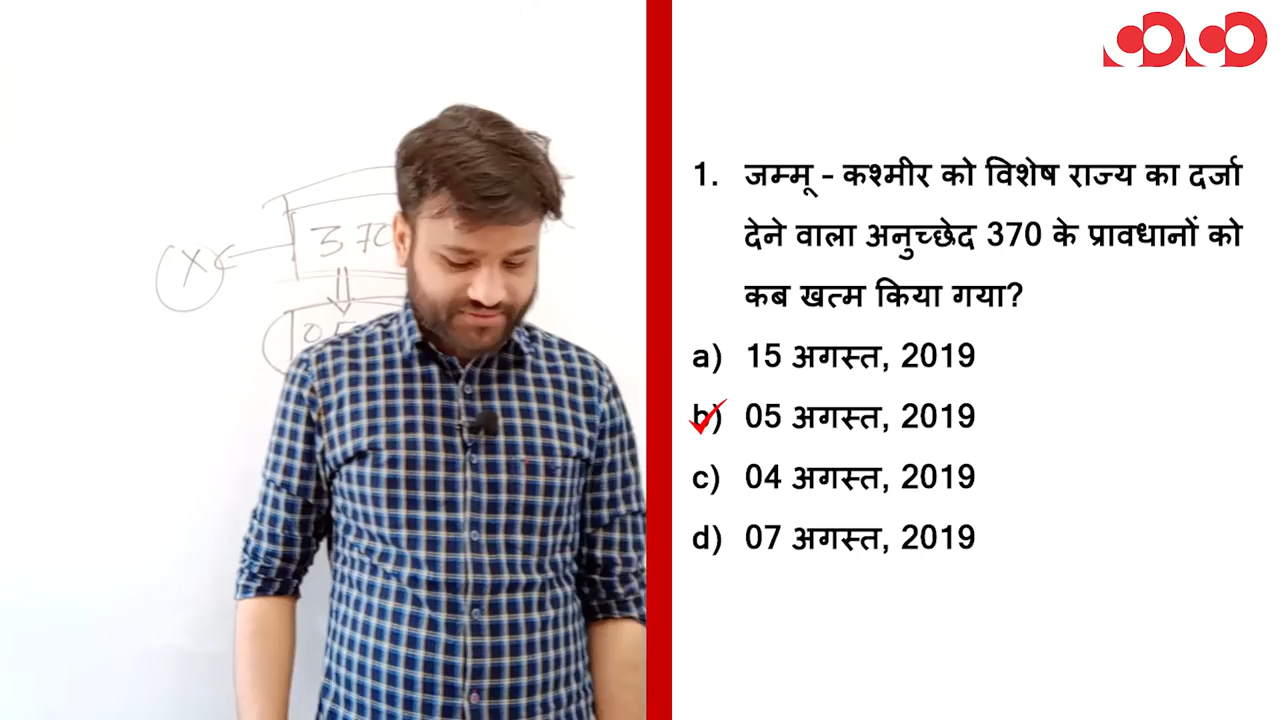 370
X
1. जम्मू - कश्मीर को विशेष राज्य का दर्जा
देने वाला अनुच्छेद 370 के प्रावधानों को
कब खत्म किया गया?
a) 15 अगस्त, 2019
b) 05 अगस्त, 2019
c) 04 अगस्त, 2019
d) 07 अगस्त, 2019